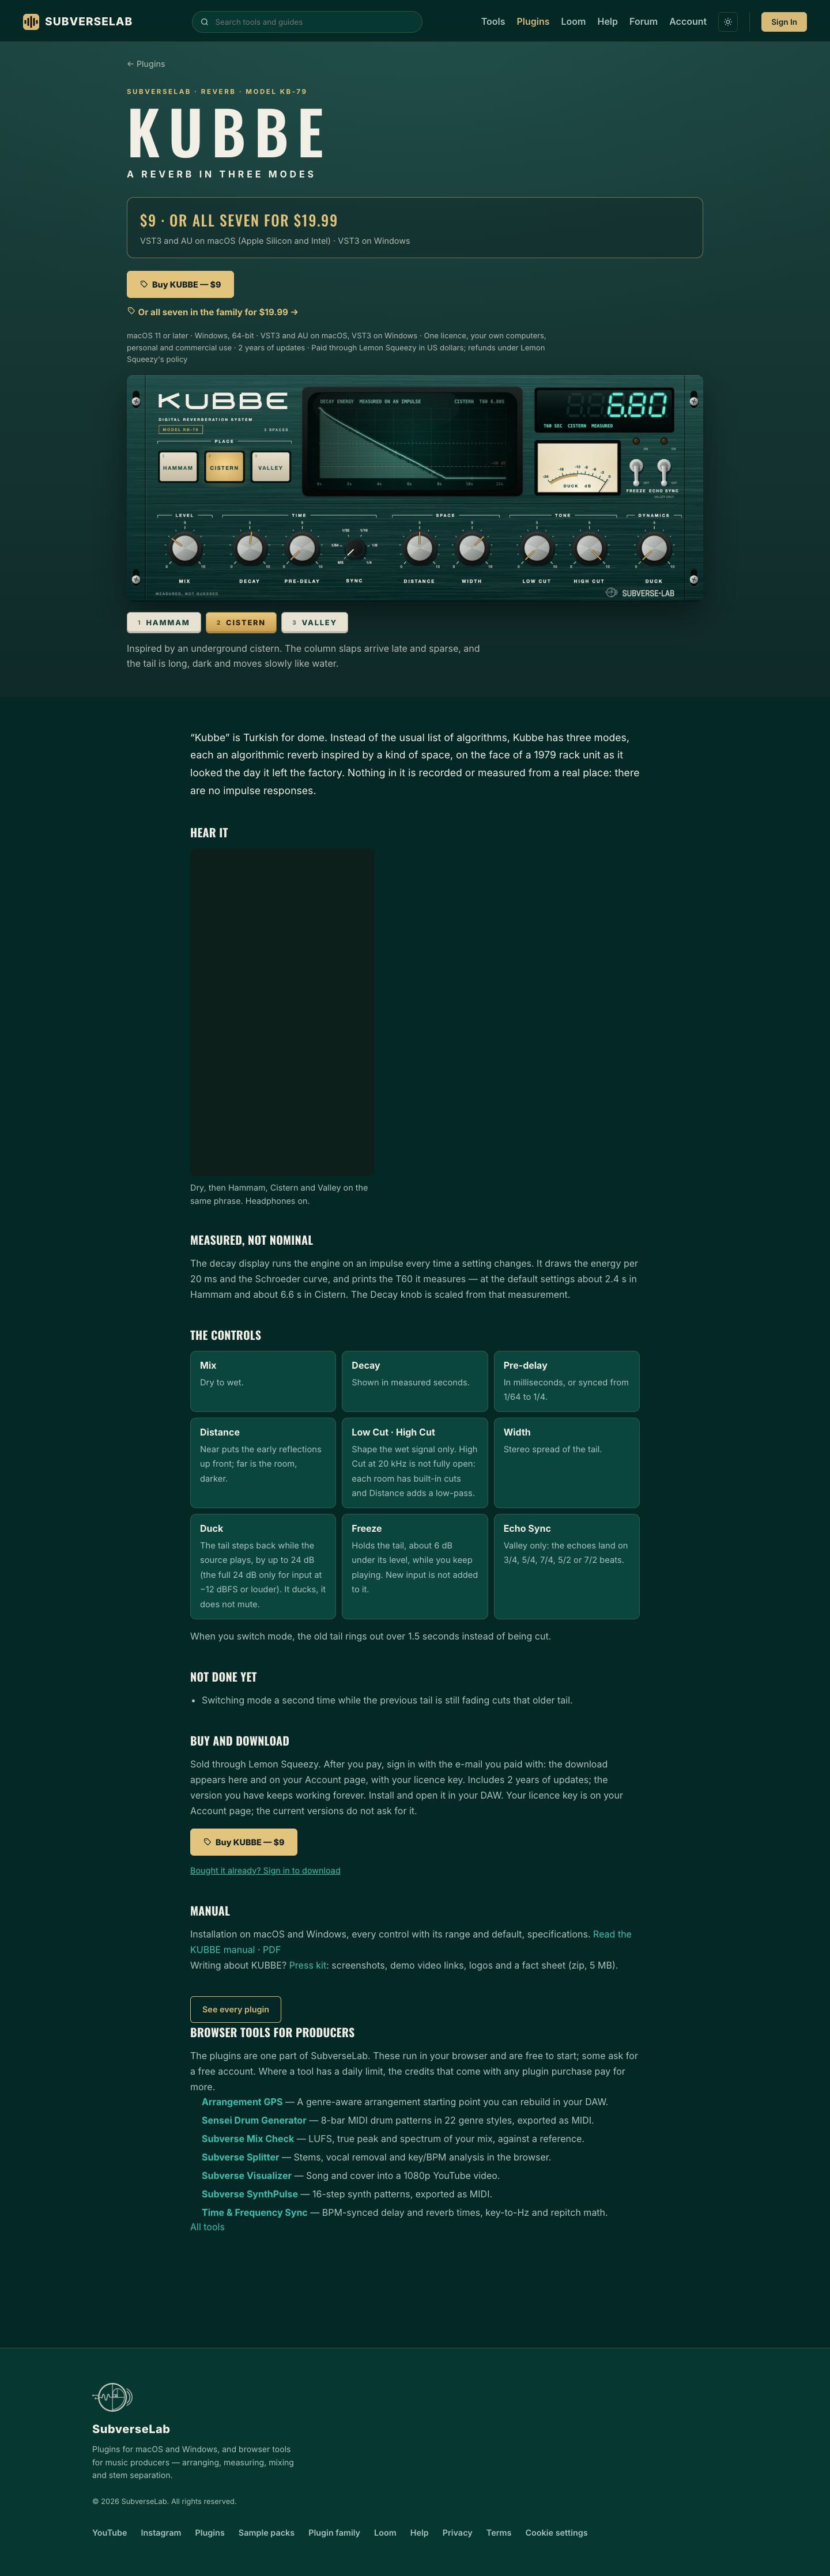 SUBVERSELAB
Search tools and guides
Tools Plugins Loom Help Forum Account
Sign In
← Plugins
SUBVERSELAB · REVERB · MODEL KB-79
KUBBE
A REVERB IN THREE MODES
$9 · OR ALL SEVEN FOR $19.99
VST3 and AU on macOS (Apple Silicon and Intel) · VST3 on Windows
Buy KUBBE — $9
Or all seven in the family for $19.99 →
macOS 11 or later · Windows, 64-bit · VST3 and AU on macOS, VST3 on Windows · One licence, your own computers,
personal and commercial use · 2 years of updates · Paid through Lemon Squeezy in US dollars; refunds under Lemon
Squeezy's policy
KUBBE
DIGITAL REVERBERATION SYSTEM
MODEL KB-79 3 SPACES
PLACE
HAMMAM CISTERN VALLEY
DECAY ENERGY MEASURED ON AN IMPULSE CISTERN T60 6.80S
6.80
T60 SEC CISTERN MEASURED
DUCK dB
FREEZE ECHO SYNC
VALLEY ONLY
LEVEL TIME SPACE TONE DYNAMICS
MIX DECAY PRE-DELAY SYNC DISTANCE WIDTH LOW CUT HIGH CUT DUCK
MEASURED, NOT GUESSED
SUBVERSE-LAB
1 HAMMAM 2 CISTERN 3 VALLEY
Inspired by an underground cistern. The column slaps arrive late and sparse, and
the tail is long, dark and moves slowly like water.
“Kubbe” is Turkish for dome. Instead of the usual list of algorithms, Kubbe has three modes,
each an algorithmic reverb inspired by a kind of space, on the face of a 1979 rack unit as it
looked the day it left the factory. Nothing in it is recorded or measured from a real place: there
are no impulse responses.
HEAR IT
Dry, then Hammam, Cistern and Valley on the
same phrase. Headphones on.
MEASURED, NOT NOMINAL
The decay display runs the engine on an impulse every time a setting changes. It draws the energy per
20 ms and the Schroeder curve, and prints the T60 it measures — at the default settings about 2.4 s in
Hammam and about 6.6 s in Cistern. The Decay knob is scaled from that measurement.
THE CONTROLS
Mix
Dry to wet.
Decay
Shown in measured seconds.
Pre-delay
In milliseconds, or synced from
1/64 to 1/4.
Distance
Near puts the early reflections
up front; far is the room,
darker.
Low Cut · High Cut
Shape the wet signal only. High
Cut at 20 kHz is not fully open:
each room has built-in cuts
and Distance adds a low-pass.
Width
Stereo spread of the tail.
Duck
The tail steps back while the
source plays, by up to 24 dB
(the full 24 dB only for input at
−12 dBFS or louder). It ducks, it
does not mute.
Freeze
Holds the tail, about 6 dB
under its level, while you keep
playing. New input is not added
to it.
Echo Sync
Valley only: the echoes land on
3/4, 5/4, 7/4, 5/2 or 7/2 beats.
When you switch mode, the old tail rings out over 1.5 seconds instead of being cut.
NOT DONE YET
• Switching mode a second time while the previous tail is still fading cuts that older tail.
BUY AND DOWNLOAD
Sold through Lemon Squeezy. After you pay, sign in with the e-mail you paid with: the download
appears here and on your Account page, with your licence key. Includes 2 years of updates; the
version you have keeps working forever. Install and open it in your DAW. Your licence key is on your
Account page; the current versions do not ask for it.
Buy KUBBE — $9
Bought it already? Sign in to download
MANUAL
Installation on macOS and Windows, every control with its range and default, specifications. Read the
KUBBE manual · PDF
Writing about KUBBE? Press kit: screenshots, demo video links, logos and a fact sheet (zip, 5 MB).
See every plugin
BROWSER TOOLS FOR PRODUCERS
The plugins are one part of SubverseLab. These run in your browser and are free to start; some ask for
a free account. Where a tool has a daily limit, the credits that come with any plugin purchase pay for
more.
Arrangement GPS — A genre-aware arrangement starting point you can rebuild in your DAW.
Sensei Drum Generator — 8-bar MIDI drum patterns in 22 genre styles, exported as MIDI.
Subverse Mix Check — LUFS, true peak and spectrum of your mix, against a reference.
Subverse Splitter — Stems, vocal removal and key/BPM analysis in the browser.
Subverse Visualizer — Song and cover into a 1080p YouTube video.
Subverse SynthPulse — 16-step synth patterns, exported as MIDI.
Time & Frequency Sync — BPM-synced delay and reverb times, key-to-Hz and repitch math.
All tools
SubverseLab
Plugins for macOS and Windows, and browser tools
for music producers — arranging, measuring, mixing
and stem separation.
© 2026 SubverseLab. All rights reserved.
YouTube Instagram Plugins Sample packs Plugin family Loom Help Privacy Terms Cookie settings